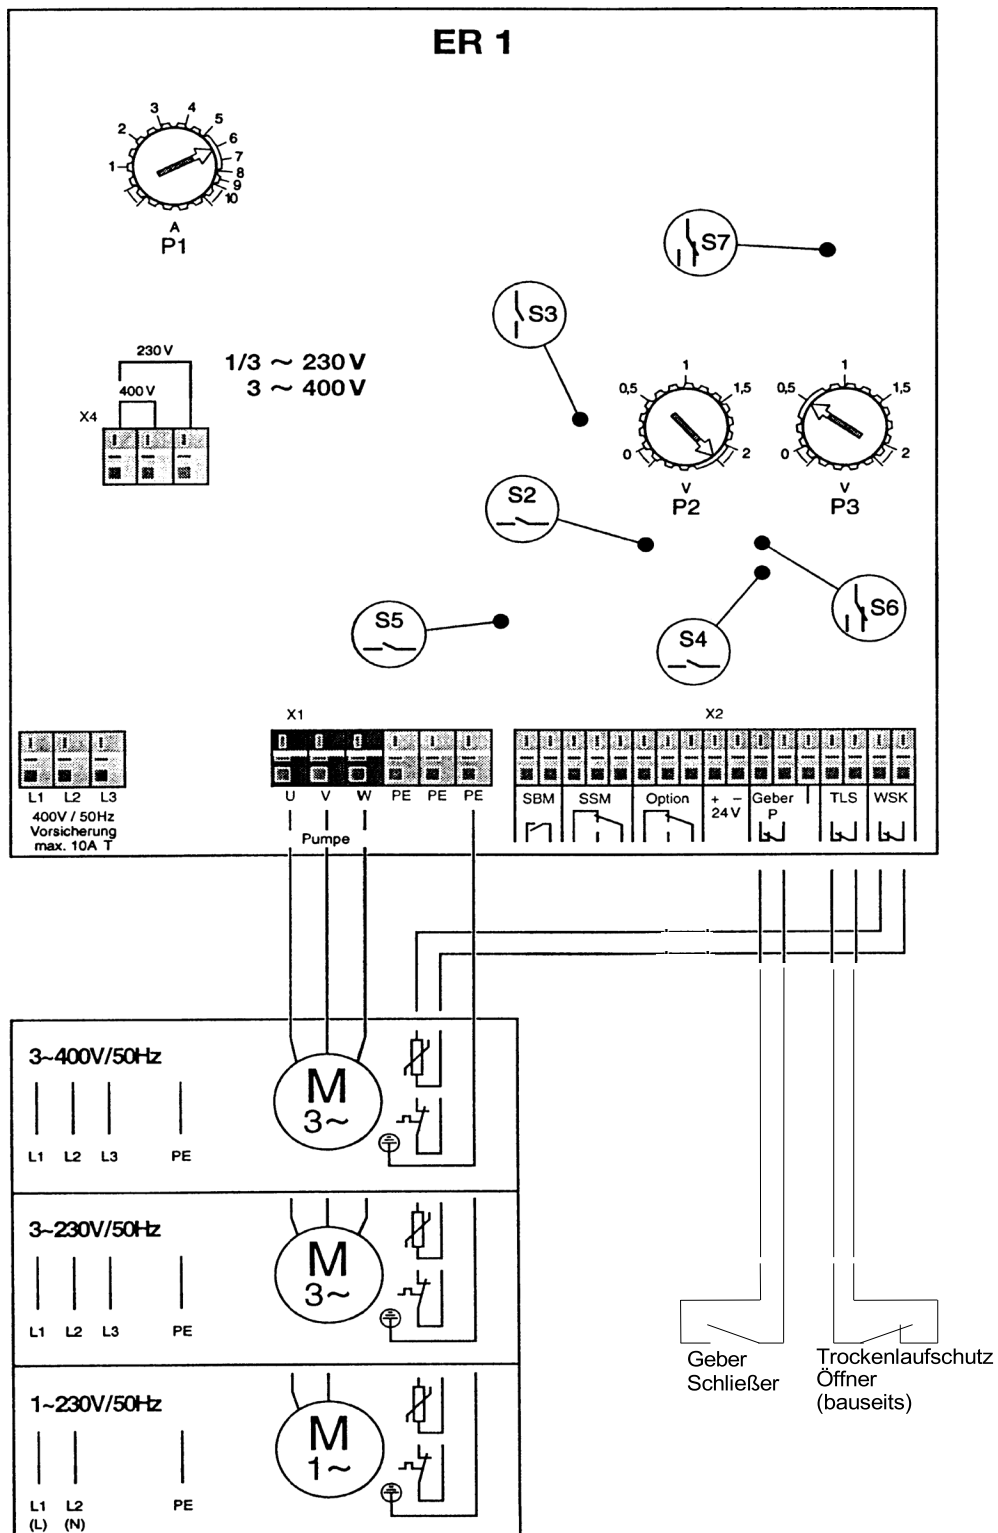 ER 1
1 2 3 4 5 6 7 8 9 10
A
P1
S7
S3
230 V
400 V
X4
1/3 ~ 230 V
3 ~ 400 V
0 0,5 1 1,5 2
V
P2
0 0,5 1 1,5 2
V
P3
S2
S5
S4
S6
X1
X2
L1 L2 L3
400V / 50Hz
Vorsicherung
max. 10A T
U V W PE PE PE
Pumpe
SBM SSM Option + − Geber TLS WSK
24 V P
3~400V/50Hz
M
3~
L1 L2 L3 PE
3~230V/50Hz
M
3~
L1 L2 L3 PE
1~230V/50Hz
M
1~
L1 L2 PE
(L) (N)
Geber
Schließer
Trockenlaufschutz
Öffner
(bauseits)